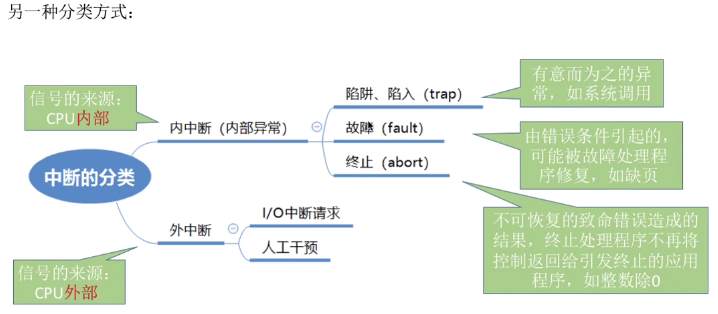 另一种分类方式：
信号的来源：
CPU内部
中断的分类
内中断（内部异常）
陷阱、陷入（trap）
有意而为之的异
常，如系统调用
故障（fault）
由错误条件引起的，
可能被故障处理程
序修复，如缺页
终止（abort）
不可恢复的致命错误造成的
结果，终止处理程序不再将
控制返回给引发终止的应用
程序，如整数除0
外中断
I/O中断请求
人工干预
信号的来源：
CPU外部